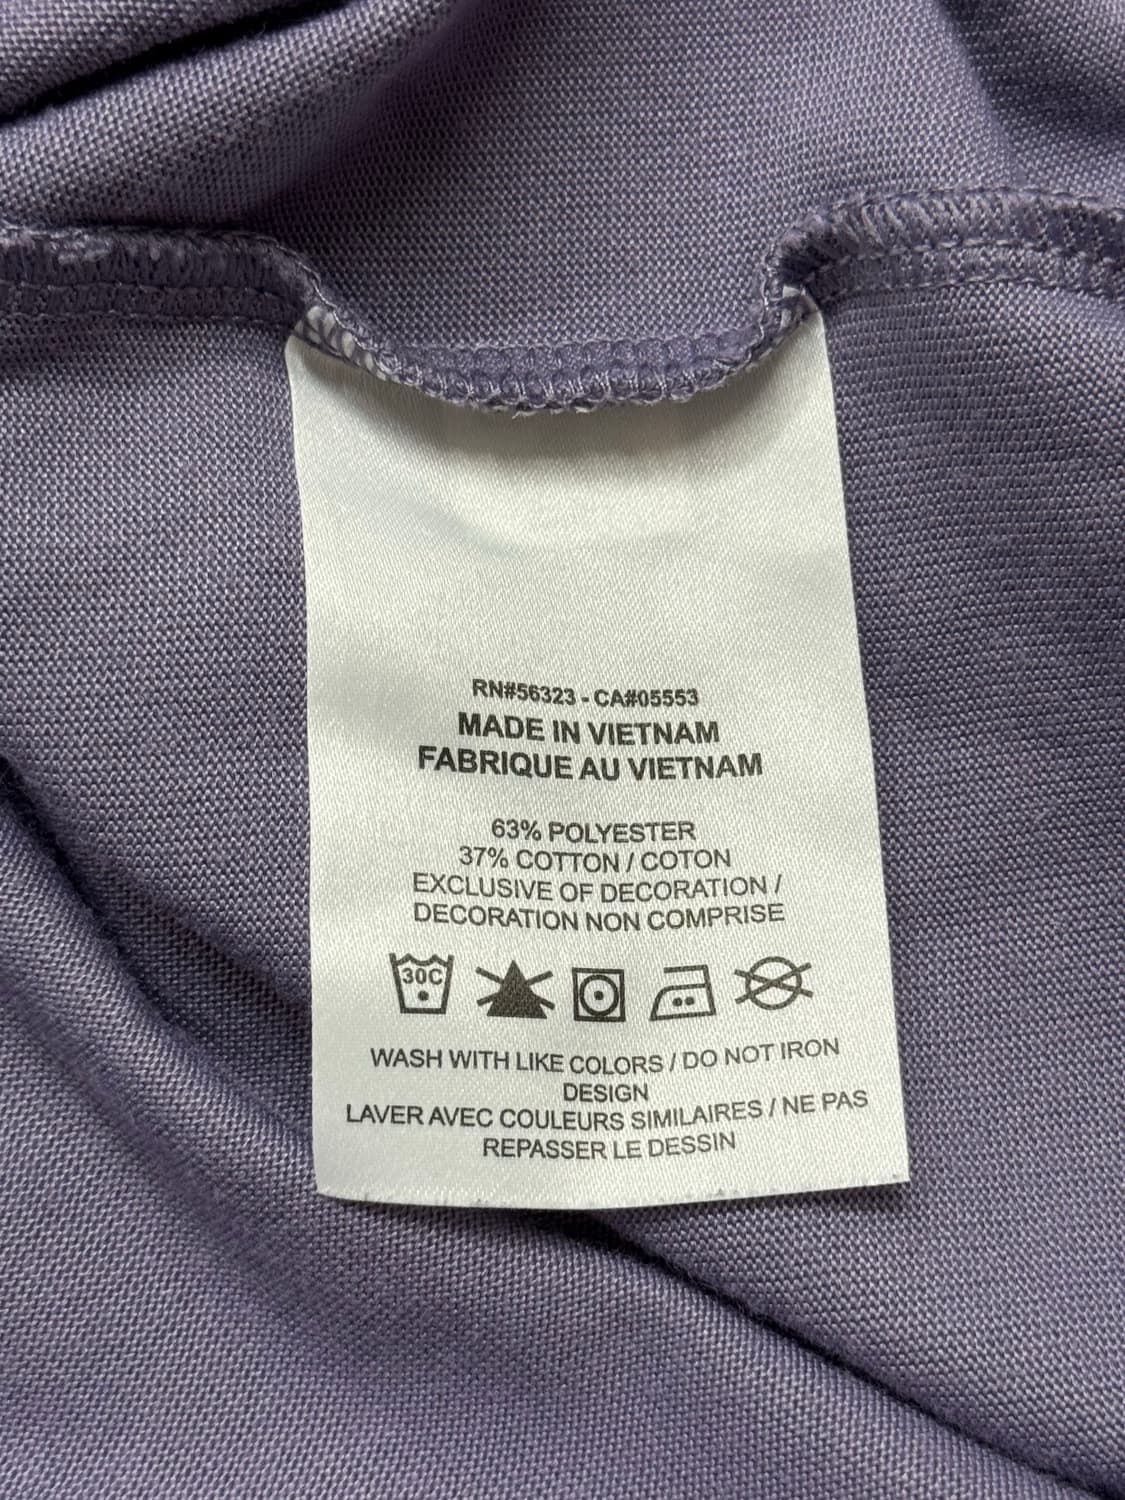 RN#56323 - CA#05553
MADE IN VIETNAM
FABRIQUE AU VIETNAM
63% POLYESTER
37% COTTON / COTON
EXCLUSIVE OF DECORATION /
DECORATION NON COMPRISE
30C
WASH WITH LIKE COLORS / DO NOT IRON
DESIGN
LAVER AVEC COULEURS SIMILAIRES / NE PAS
REPASSER LE DESSIN